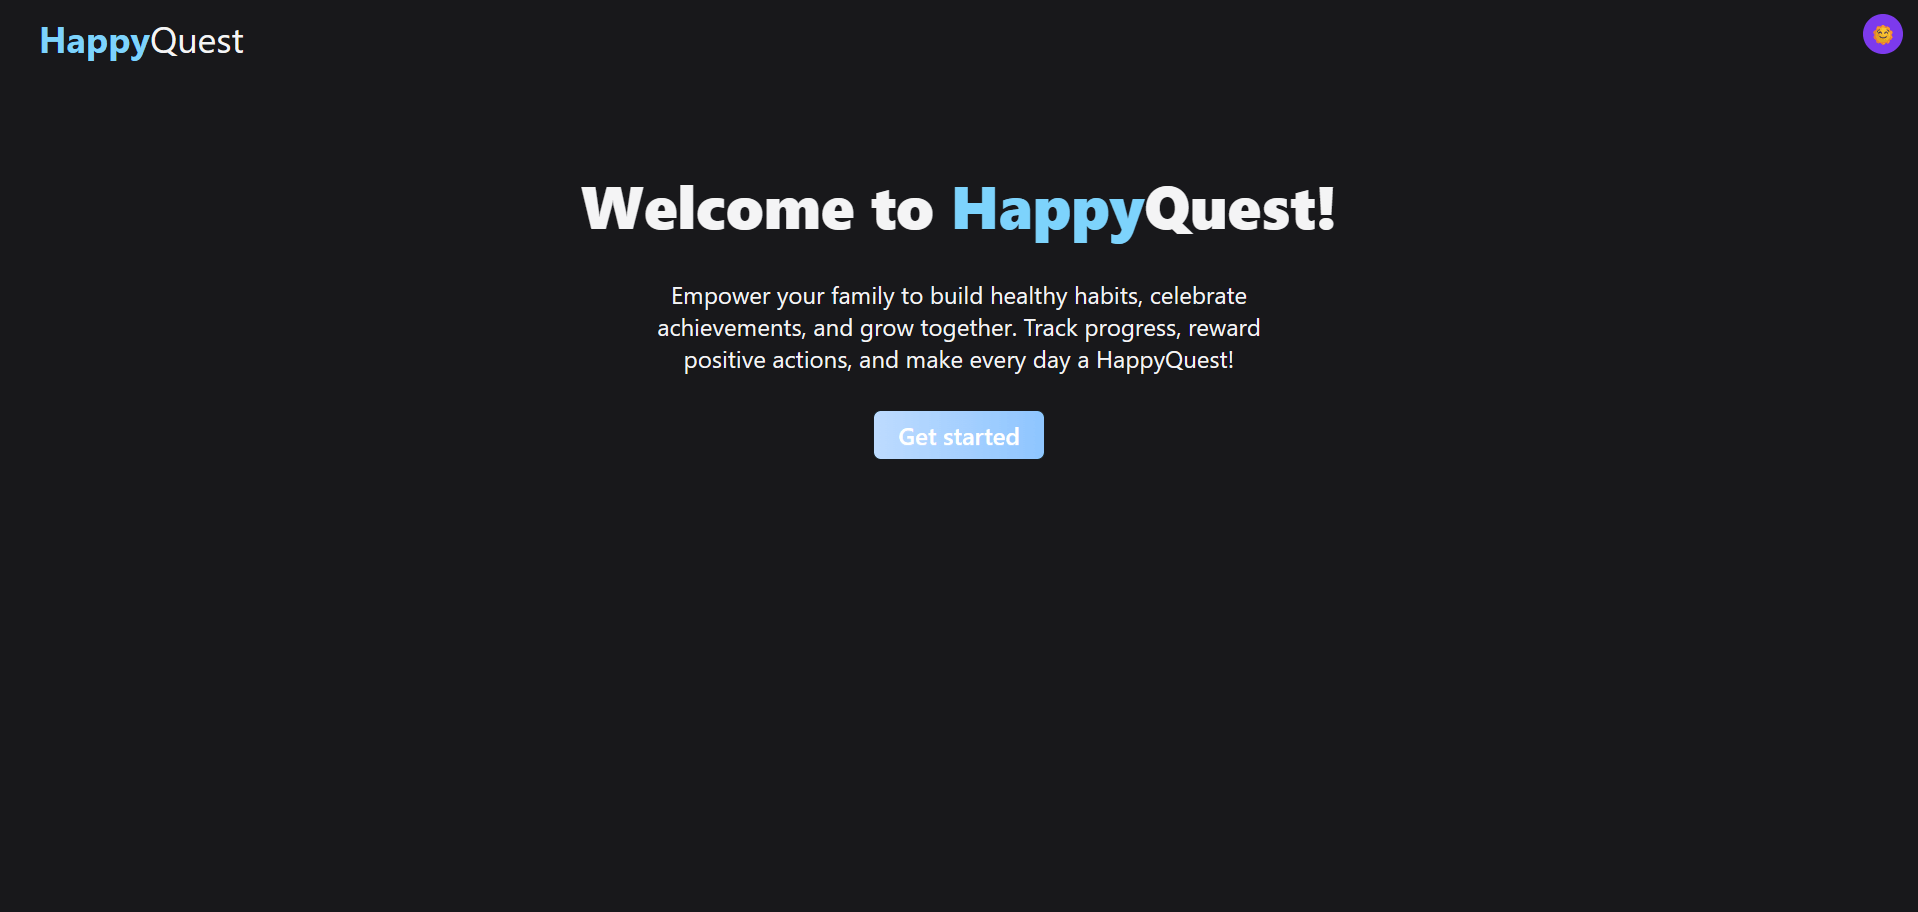 HappyQuest
Welcome to HappyQuest!
Empower your family to build healthy habits, celebrate
achievements, and grow together. Track progress, reward
positive actions, and make every day a HappyQuest!
Get started